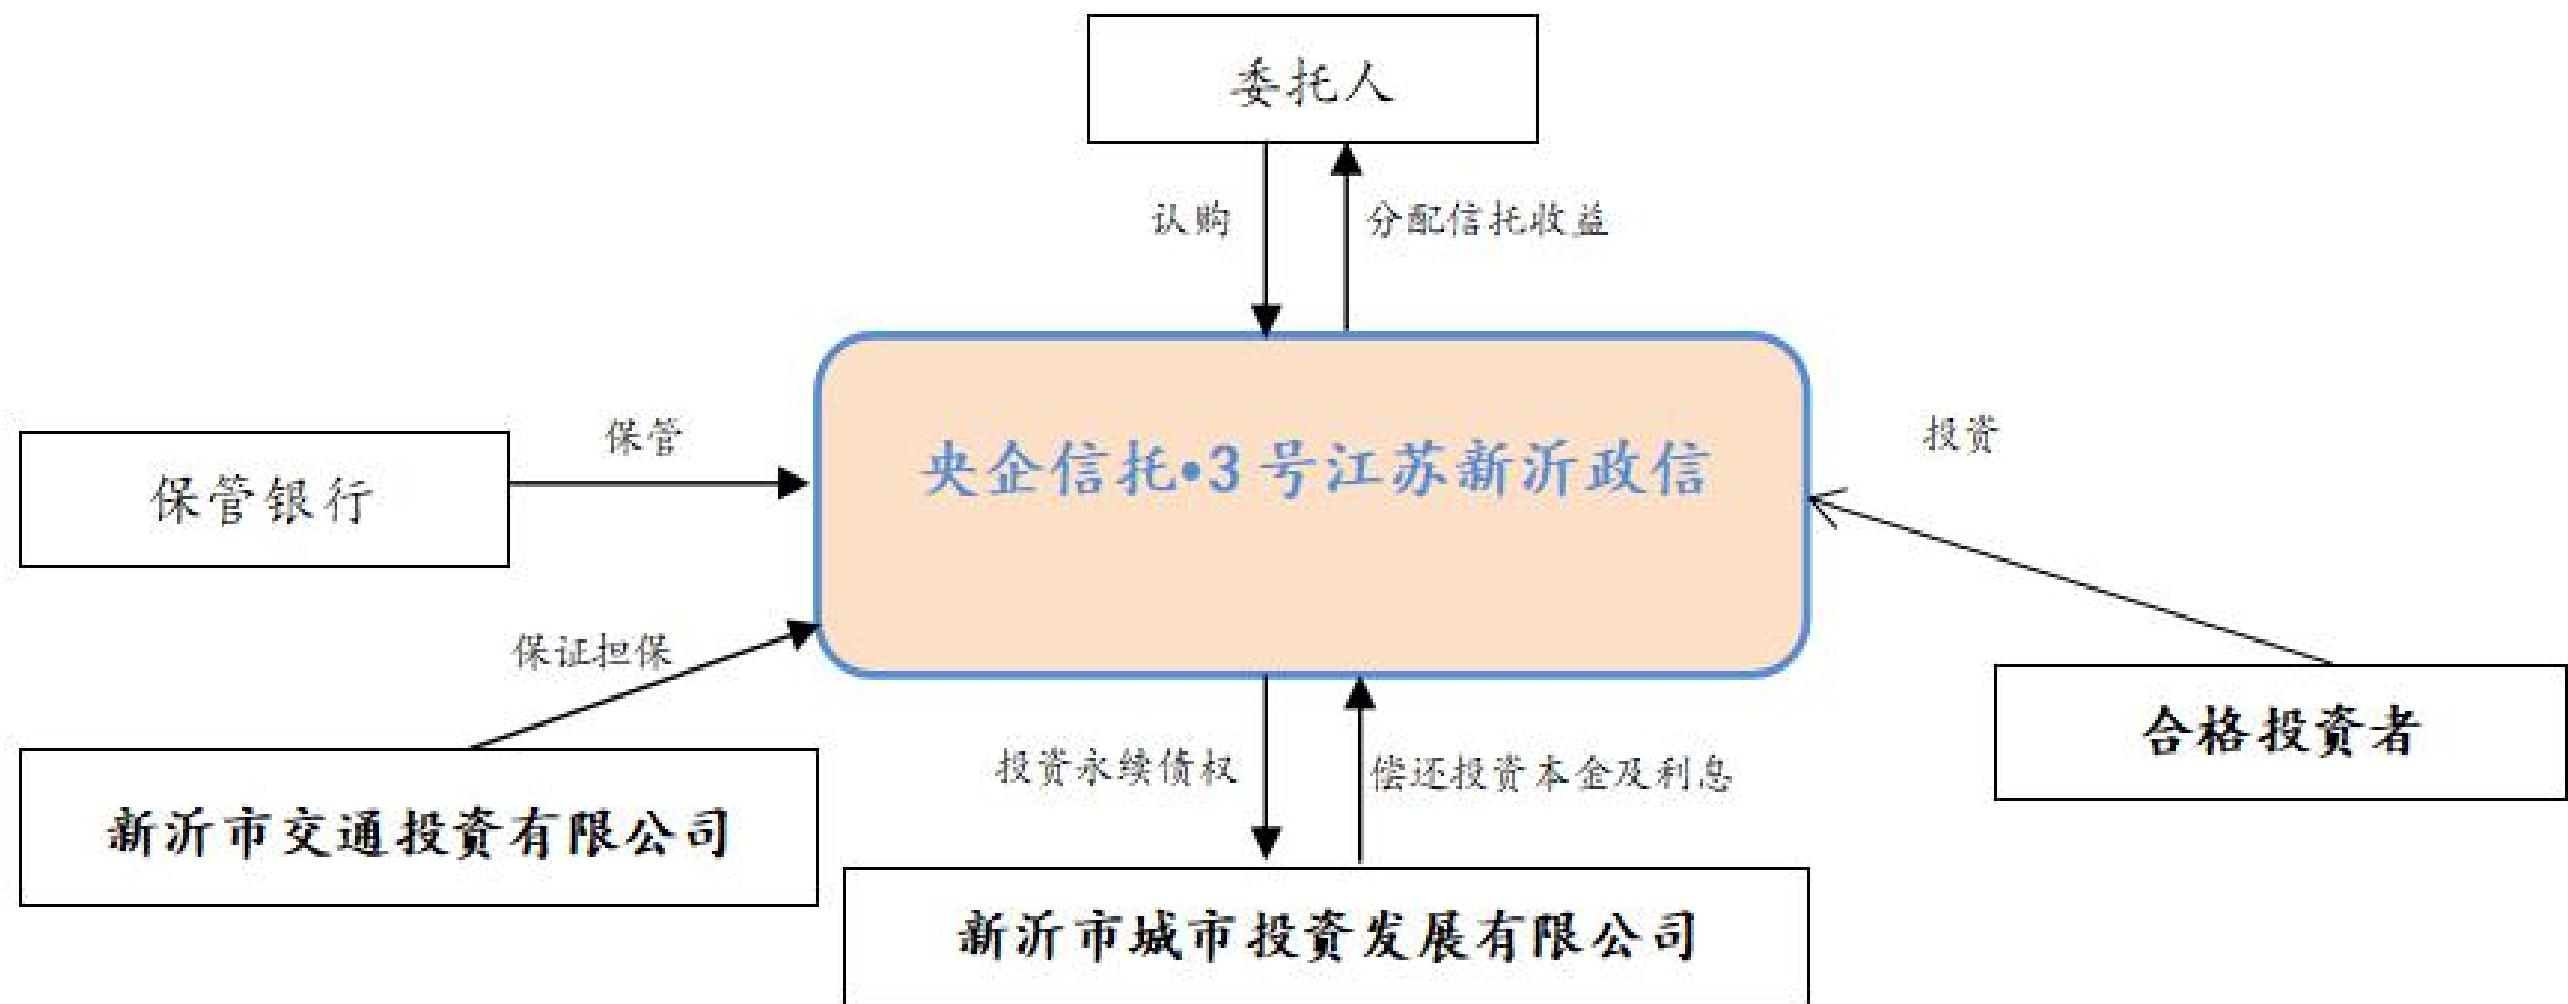 委托人
认购
分配信托收益
央企信托•3号江苏新沂政信
保管
保管银行
投资
保证担保
合格投资者
新沂市交通投资有限公司
投资永续债权
偿还投资本金及利息
新沂市城市投资发展有限公司